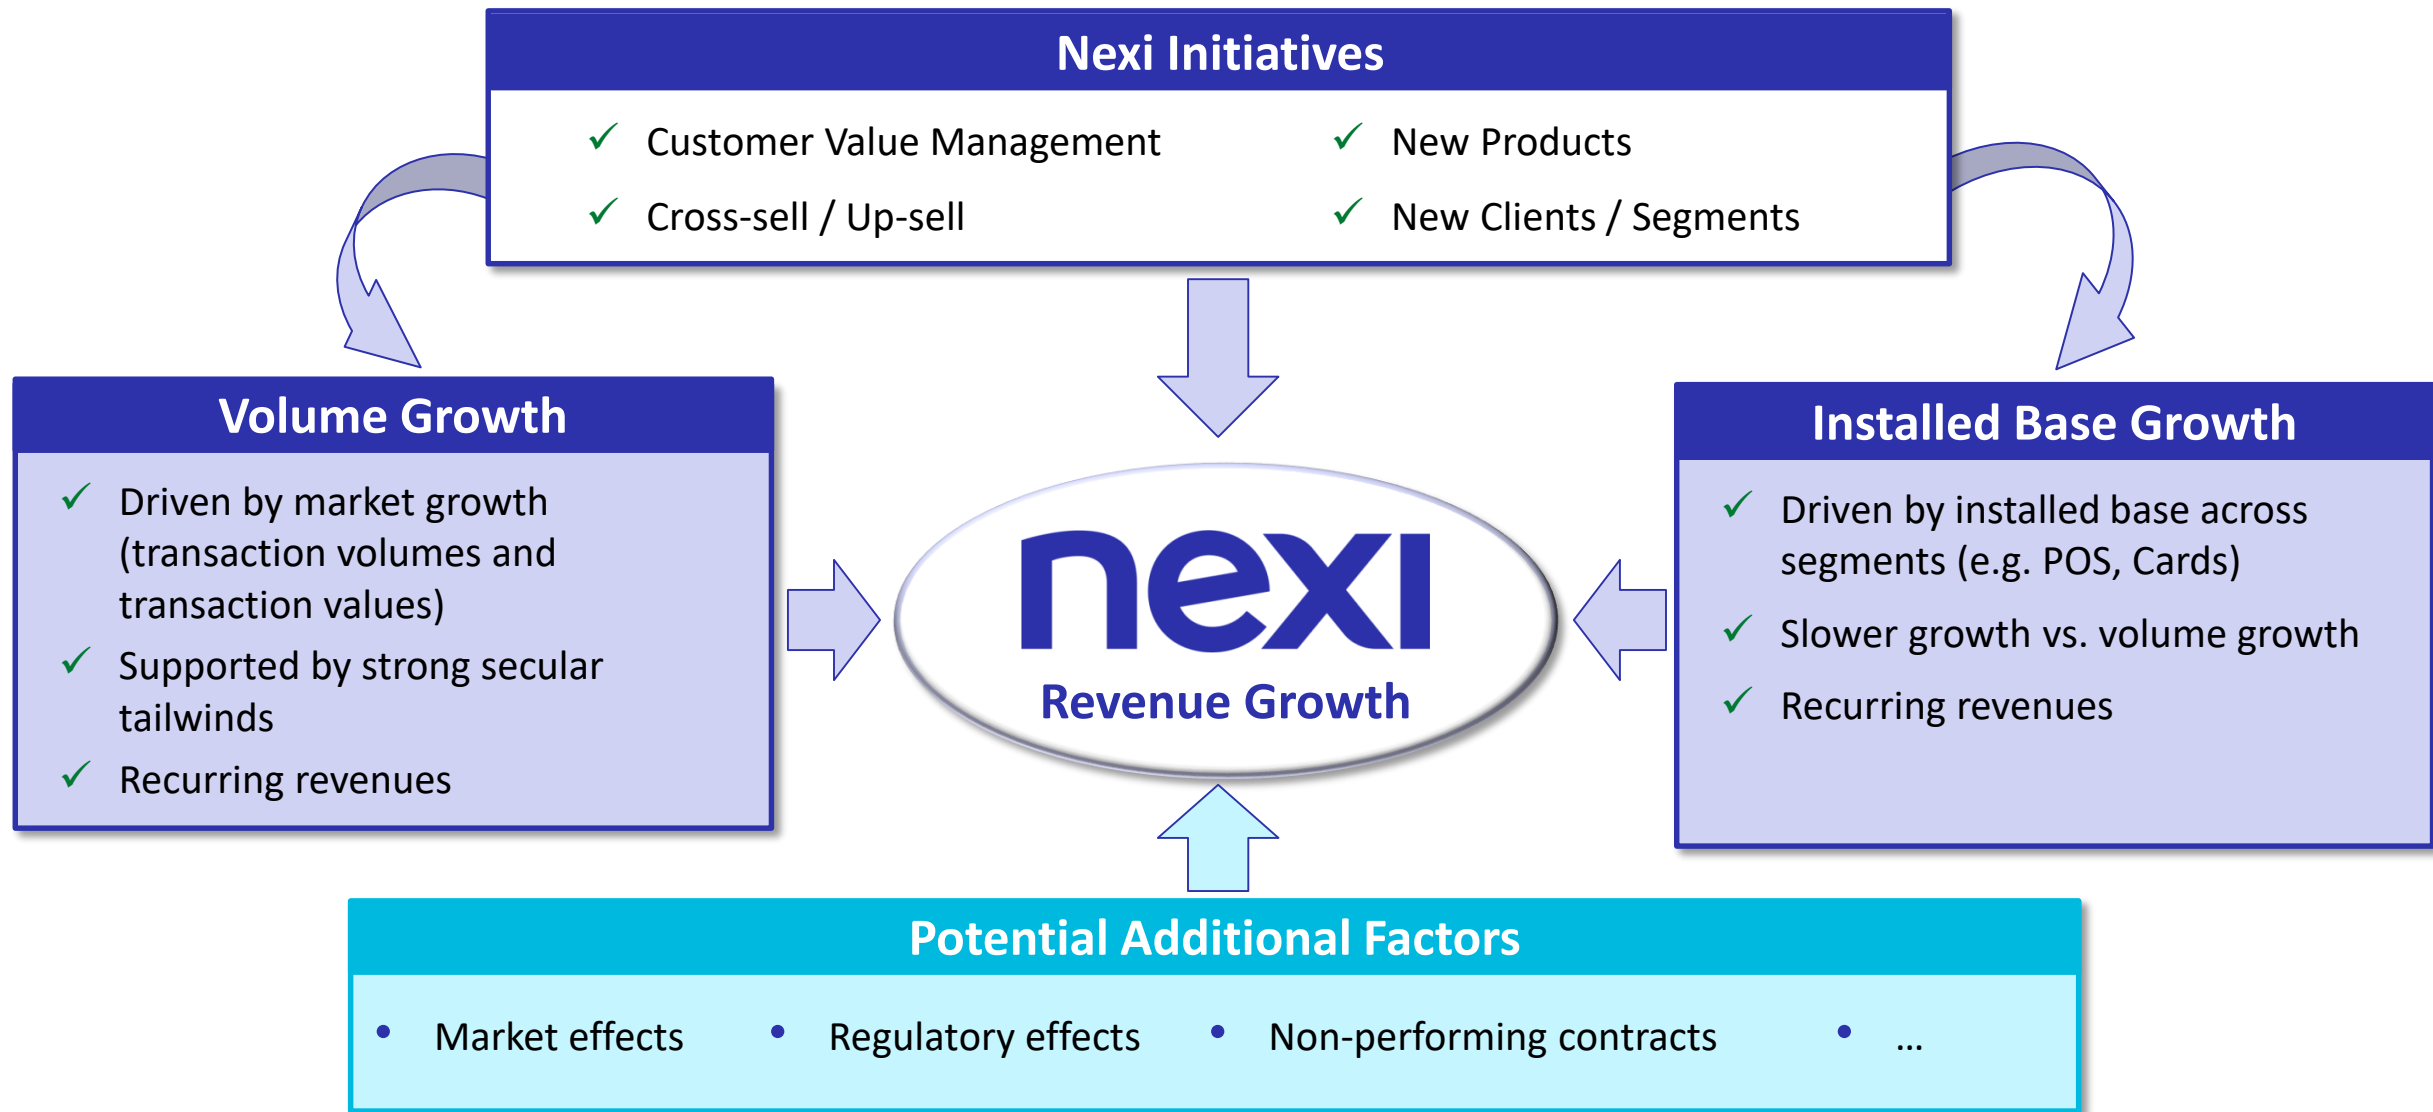 Nexi Initiatives
Customer Value Management
New Products
Cross-sell / Up-sell
New Clients / Segments
Volume Growth
Driven by market growth
(transaction volumes and
transaction values)
Supported by strong secular
tailwinds
Recurring revenues
nexi
Revenue Growth
Installed Base Growth
Driven by installed base across
segments (e.g. POS, Cards)
Slower growth vs. volume growth
Recurring revenues
Potential Additional Factors
• Market effects • Regulatory effects • Non-performing contracts • ...